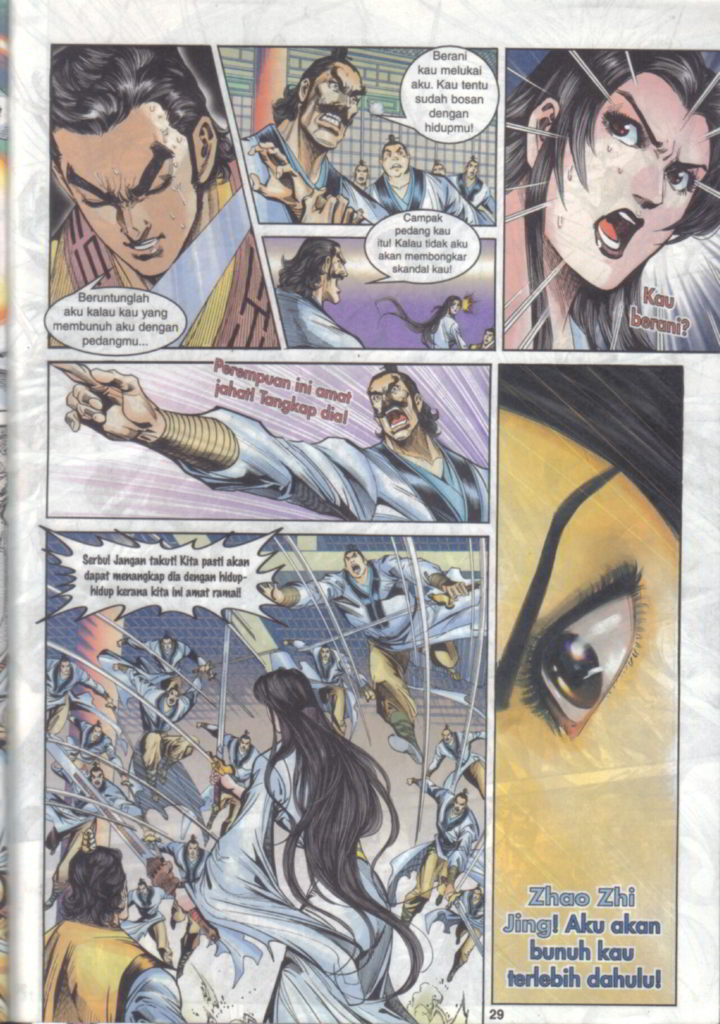 Beruntunglah
aku kalau kau yang
membunuh aku dengan
pedangmu...
Berani
kau melukai
aku. Kau tentu
sudah bosan
dengan
hidupmu!
Campak
pedang kau
itu! Kalau tidak aku
akan membongkar
skandal kau!
Kau
berani?
Perempuan ini amat
jahat! Tangkap dia!
Serbu! Jangan takut! Kita pasti akan
dapat menangkap dia dengan hidup-
hidup kerana kita ini amat ramai!
Zhao Zhi
Jing! Aku akan
bunuh kau
terlebih dahulu!
29